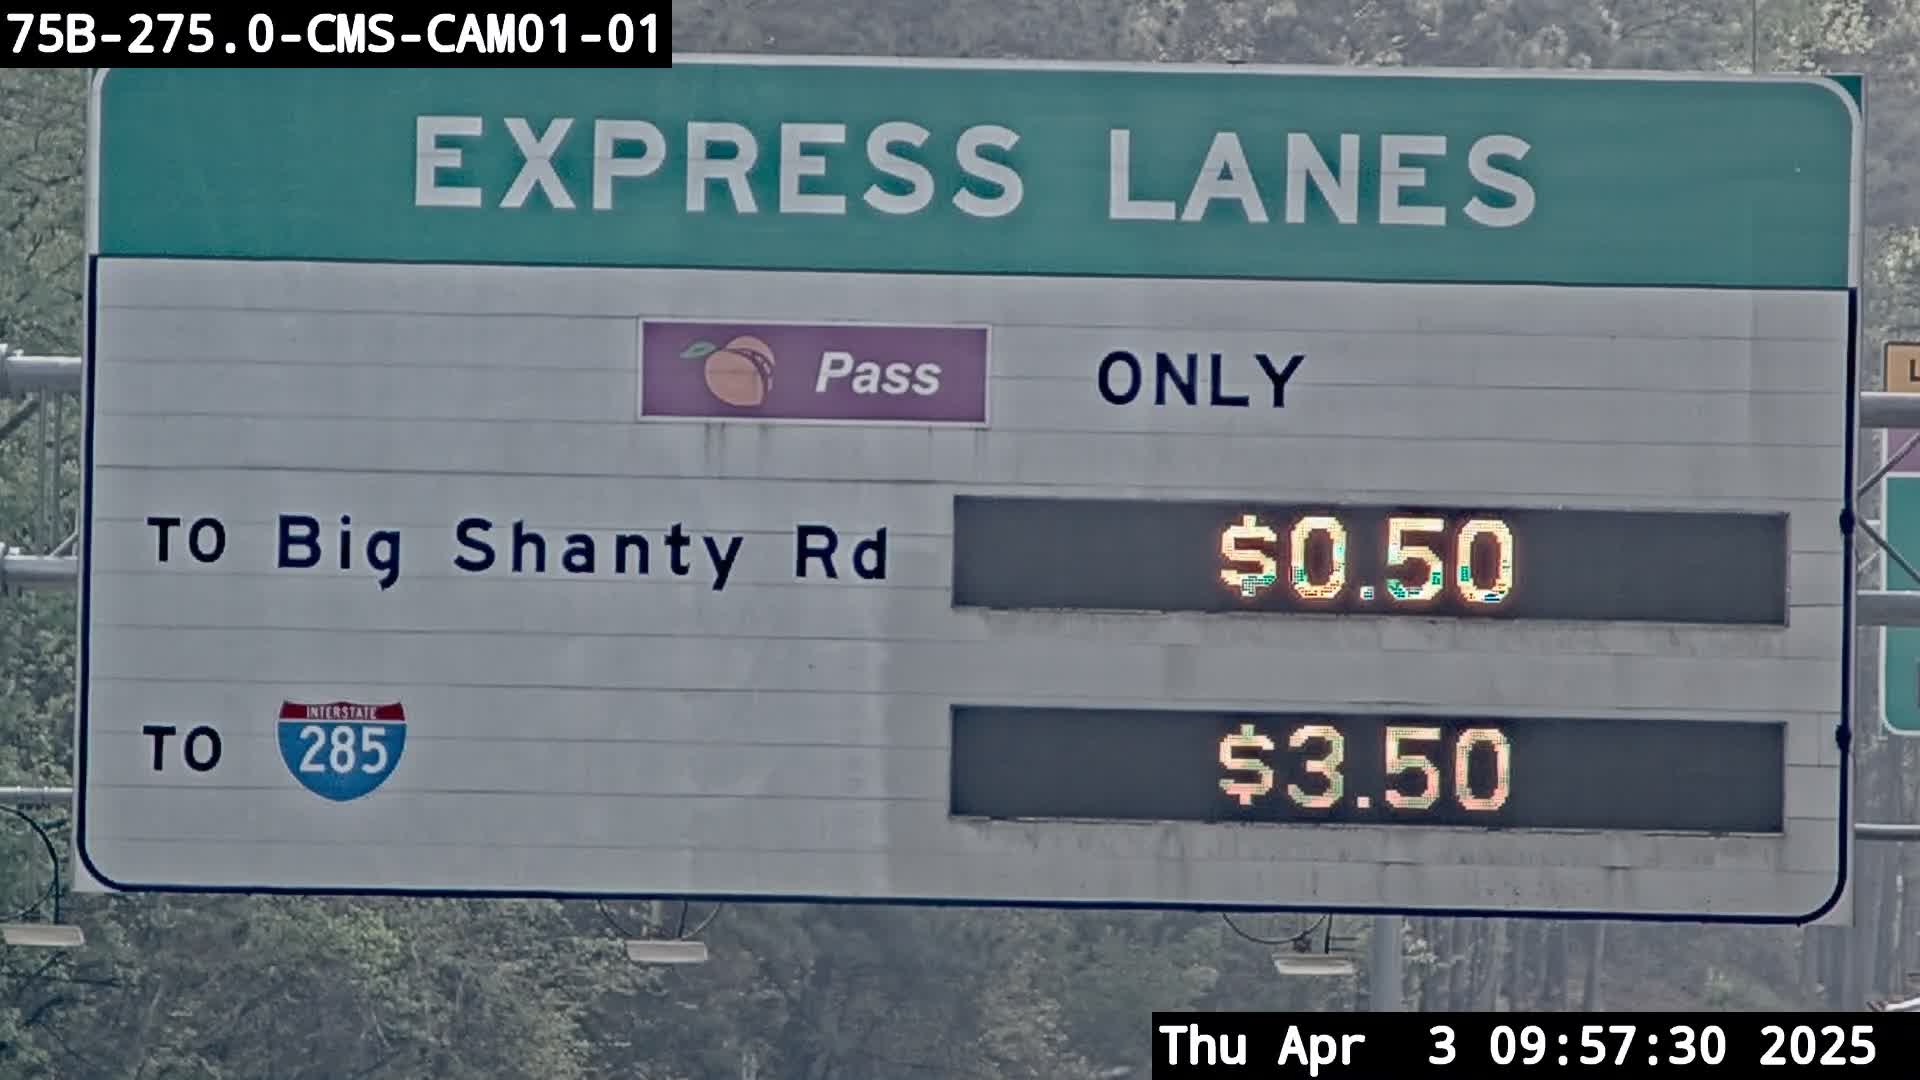 75B-275.0-CMS-CAM01-01
EXPRESS LANES
Pass ONLY
TO Big Shanty Rd $0.50
TO INTERSTATE 285 $3.50
Thu Apr 3 09:57:30 2025